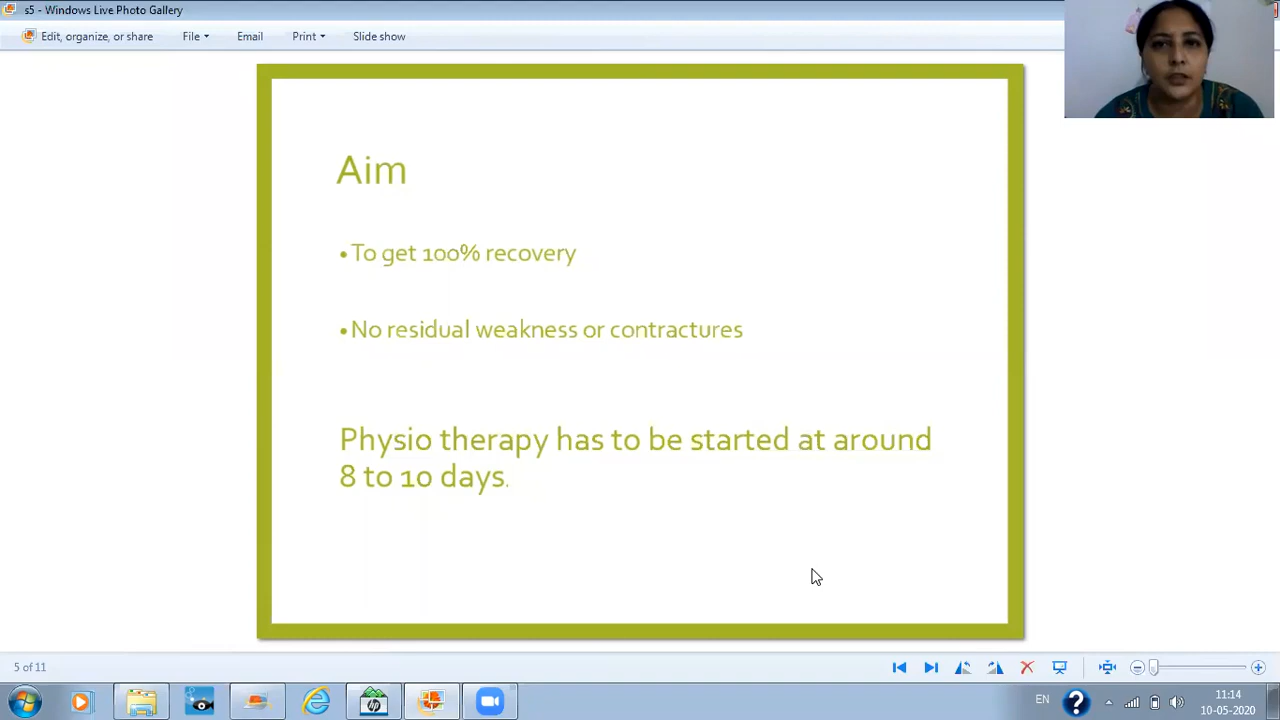 s5 - Windows Live Photo Gallery
Edit, organize, or share File Email Print Slide show
Aim
• To get 100% recovery
• No residual weakness or contractures
Physio therapy has to be started at around
8 to 10 days.
5 of 11
EN 11:14
10-05-2020
hp